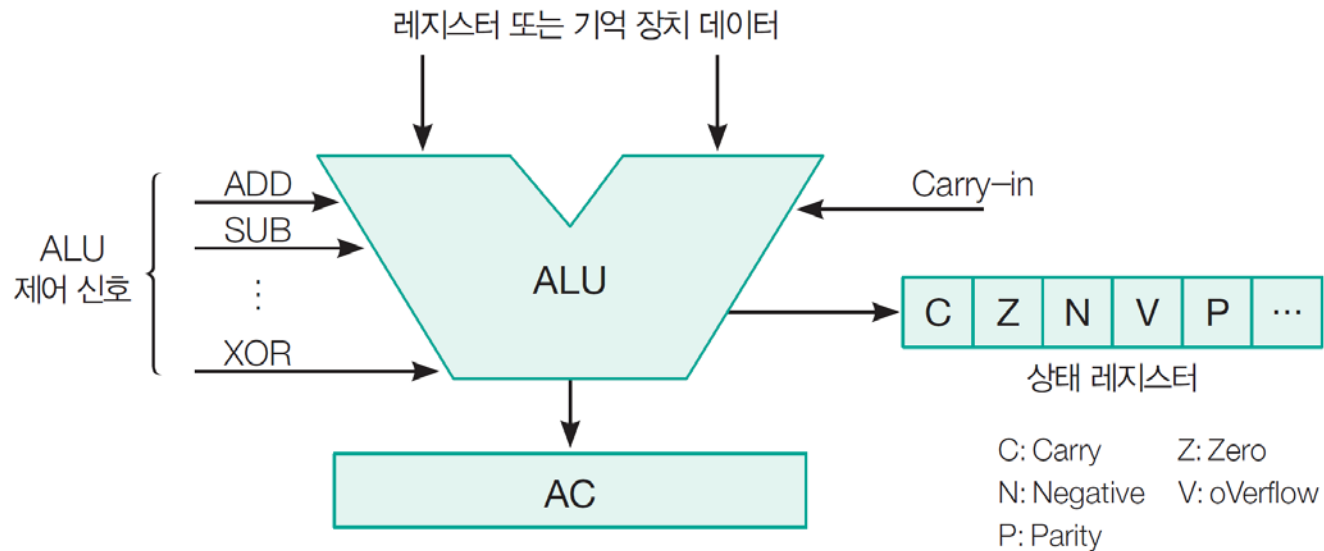 레지스터 또는 기억 장치 데이터
ADD
SUB
⋮
XOR
ALU
제어 신호
ALU
Carry-in
C Z N V P ···
상태 레지스터
AC
C: Carry Z: Zero
N: Negative V: oVerflow
P: Parity